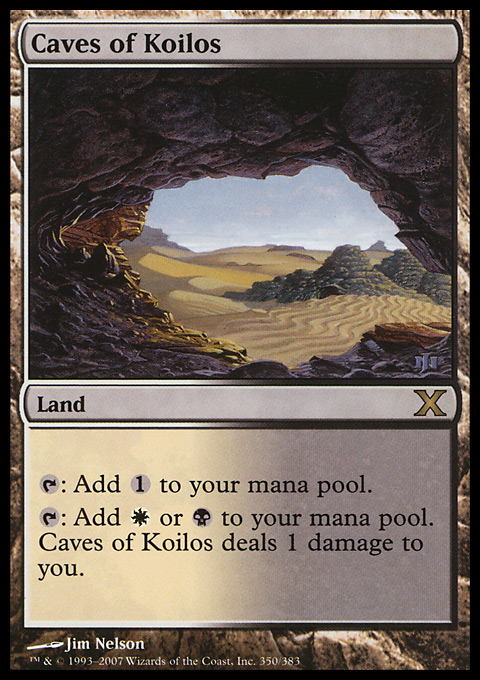 Caves of Koilos
Land
X
: Add 1 to your mana pool.
: Add or to your mana pool.
Caves of Koilos deals 1 damage to
you.
Jim Nelson
™ & © 1993–2007 Wizards of the Coast, Inc. 350/383